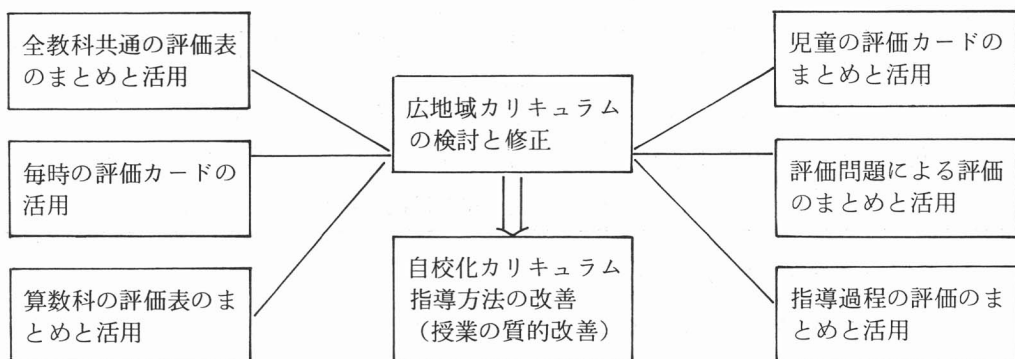 全教科共通の評価表
のまとめと活用
毎時の評価カードの
活用
算数科の評価表のま
とめと活用
広地域カリキュラム
の検討と修正
自校化カリキュラム
指導方法の改善
（授業の質的改善）
児童の評価カードの
まとめと活用
評価問題による評価
のまとめと活用
指導過程の評価のま
とめと活用